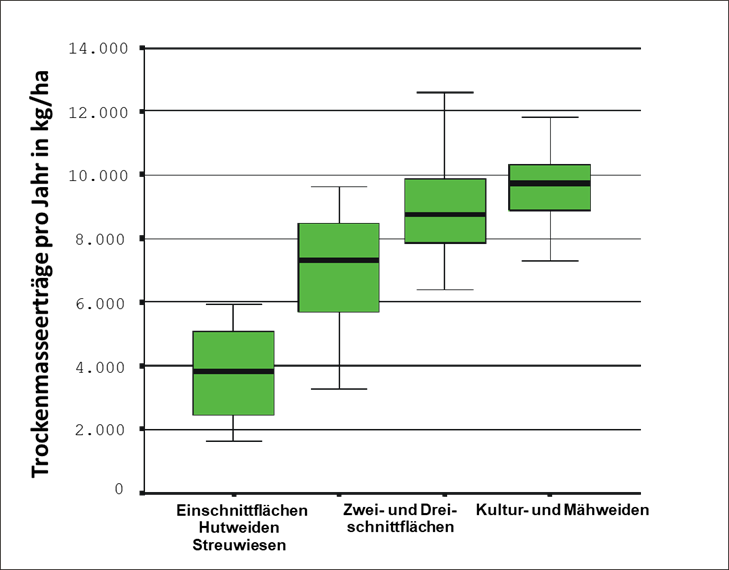 Trockenmasseerträge pro Jahr in kg/ha
14.000
12.000
10.000
8.000
6.000
4.000
2.000
0
Einschnittflächen
Hutweiden
Streuwiesen
Zwei- und Drei-
schnittflächen
Kultur- und Mähweiden